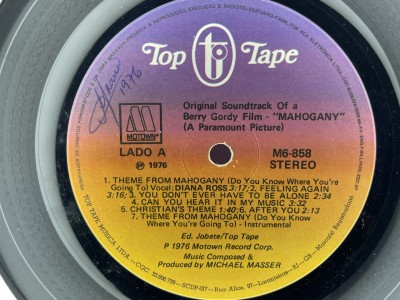 Top Tape
Original Soundtrack Of a
Berry Gordy Film - "MAHOGANY"
(A Paramount Picture)
1976
M
MOTOWN
LADO A
℗ 1976
M6-858
STEREO
1. THEME FROM MAHOGANY (Do You Know Where You're
Going To) Vocal: DIANA ROSS 3:17; 2. FEELING AGAIN
3:16; 3. YOU DON'T EVER HAVE TO BE ALONE 2:34
4. CAN YOU HEAR IT IN MY MUSIC 3:32
5. CHRISTIAN'S THEME 1:40; 6. AFTER YOU 2:13
7. THEME FROM MAHOGANY (Do You Know
Where You're Going To) - Instrumental
Ed. Jobete/Top Tape
P 1976 Motown Record Corp.
Music Composed &
Produced by MICHAEL MASSER
TOP TAPE MÚSICA LTDA.